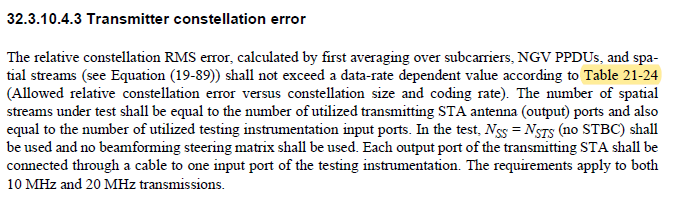 32.3.10.4.3 Transmitter constellation error
The relative constellation RMS error, calculated by first averaging over subcarriers, NGV PPDUs, and spa-
tial streams (see Equation (19-89)) shall not exceed a data-rate dependent value according to Table 21-24
(Allowed relative constellation error versus constellation size and coding rate). The number of spatial
streams under test shall be equal to the number of utilized transmitting STA antenna (output) ports and also
equal to the number of utilized testing instrumentation input ports. In the test, NSS = NSTS (no STBC) shall
be used and no beamforming steering matrix shall be used. Each output port of the transmitting STA shall be
connected through a cable to one input port of the testing instrumentation. The requirements apply to both
10 MHz and 20 MHz transmissions.